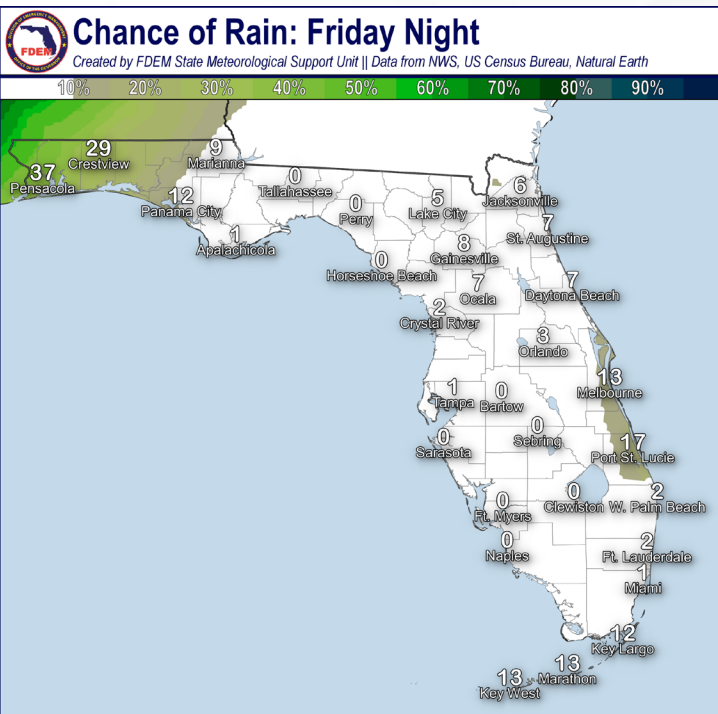 DIVISION OF EMERGENCY MANAGEMENT
FDEM
Chance of Rain: Friday Night
Created by FDEM State Meteorological Support Unit || Data from NWS, US Census Bureau, Natural Earth
10% 20% 30% 40% 50% 60% 70% 80% 90%
29
Crestview
9
Marianna
37
Pensacola
0
Tallahassee
12
Panama City
0
Perry
5
Lake City
6
Jacksonville
1
Apalachicola
7
St. Augustine
8
Gainesville
0
Horseshoe Beach
7
Ocala
7
Daytona Beach
2
Crystal River
3
Orlando
13
Melbourne
1
Tampa
0
Bartow
0
Sarasota
0
Sebring
17
Port St. Lucie
0
Ft. Myers
0
Clewiston
2
W. Palm Beach
0
Naples
2
Ft. Lauderdale
1
Miami
12
Key Largo
13
Marathon
13
Key West